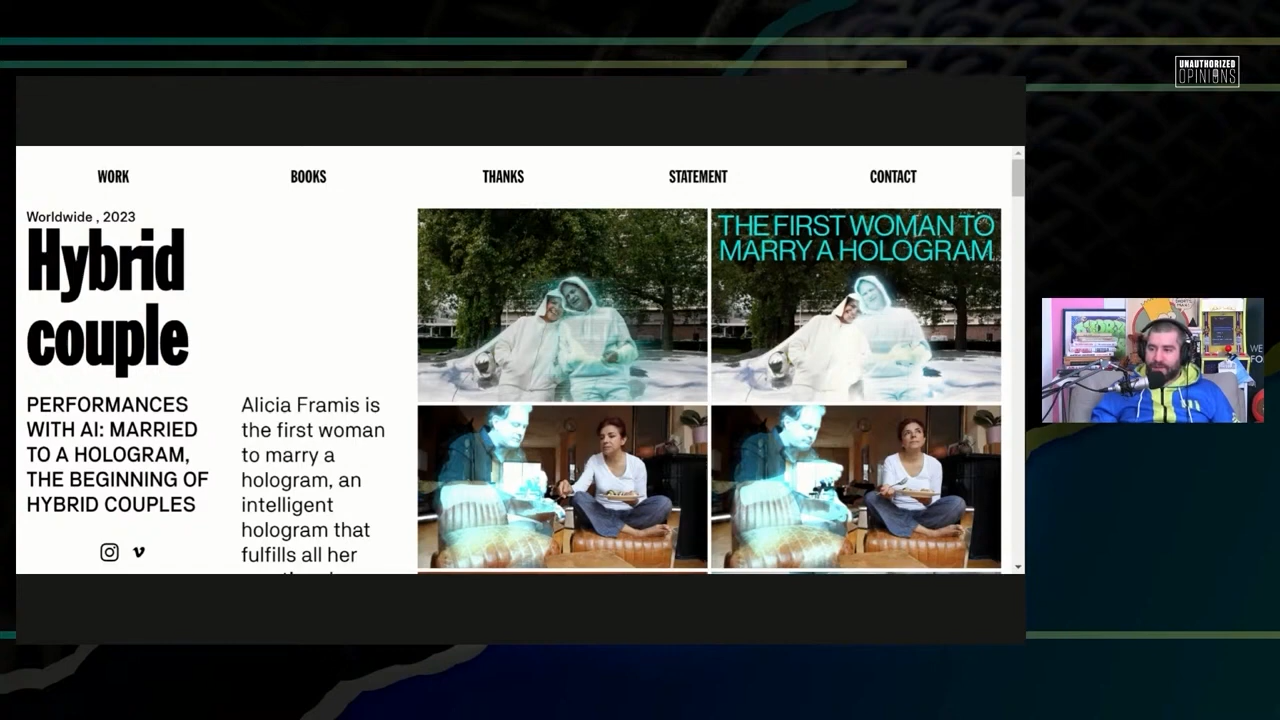 UNAUTHORIZED
OPINIONS
WORK BOOKS THANKS STATEMENT CONTACT
Worldwide , 2023
Hybrid
couple
PERFORMANCES
WITH AI: MARRIED
TO A HOLOGRAM,
THE BEGINNING OF
HYBRID COUPLES
Alicia Framis is
the first woman
to marry a
hologram, an
intelligent
hologram that
fulfills all her
THE FIRST WOMAN TO
MARRY A HOLOGRAM
WE
FO